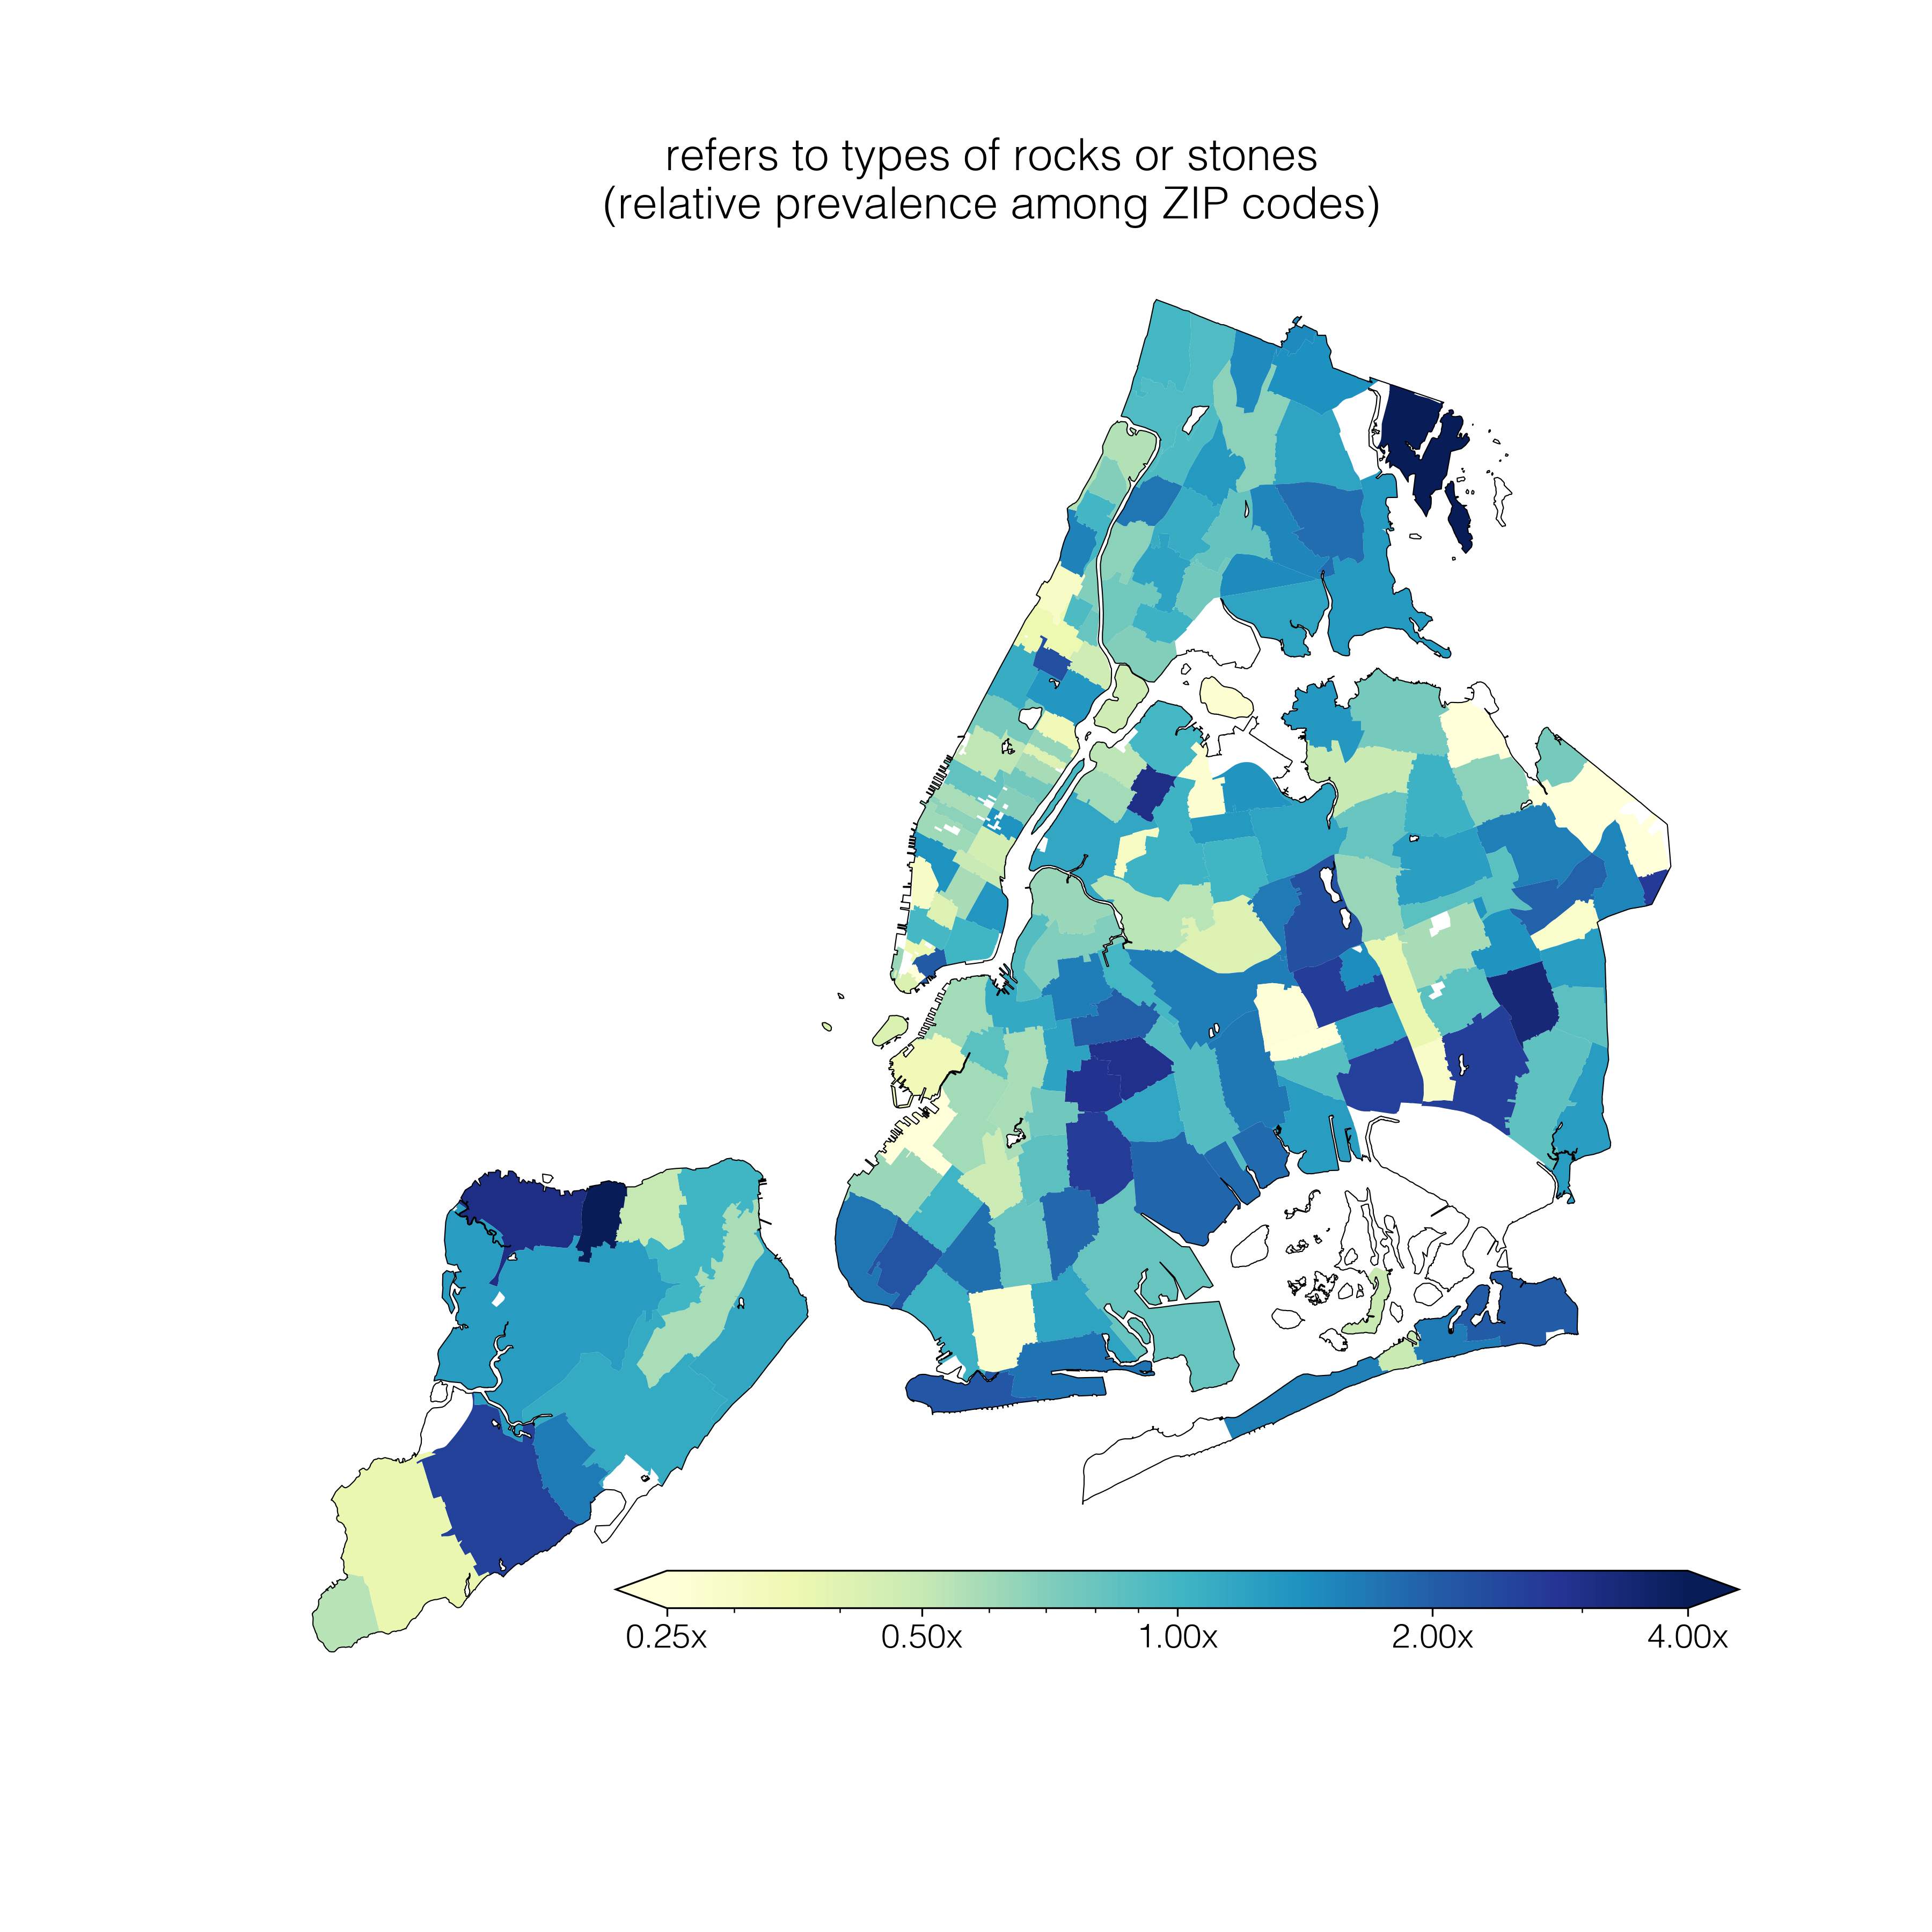 refers to types of rocks or stones
(relative prevalence among ZIP codes)
0.25x 0.50x 1.00x 2.00x 4.00x